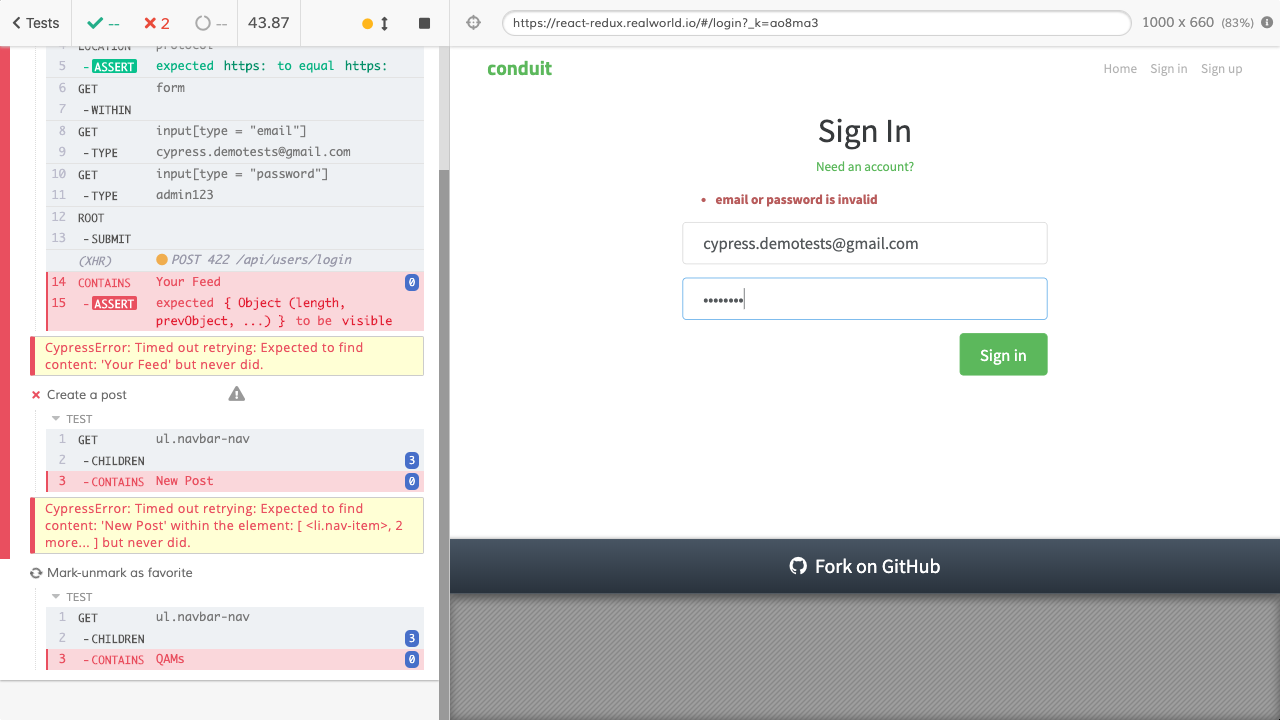 Tests
--
2
--
43.87
https://react-redux.realworld.io/#/login?_k=ao8ma3
1000 x 660 (83%)
4 LOCATION protocol
5 -ASSERT expected https: to equal https:
6 GET form
7 -WITHIN
8 GET input[type = "email"]
9 -TYPE cypress.demotests@gmail.com
10 GET input[type = "password"]
11 -TYPE admin123
12 ROOT
13 -SUBMIT
(XHR) POST 422 /api/users/login
14 CONTAINS Your Feed 0
15 -ASSERT expected { Object (length,
prevObject, ...) } to be visible
CypressError: Timed out retrying: Expected to find
content: 'Your Feed' but never did.
Create a post
TEST
1 GET ul.navbar-nav
2 -CHILDREN 3
3 -CONTAINS New Post 0
CypressError: Timed out retrying: Expected to find
content: 'New Post' within the element: [ <li.nav-item>, 2
more... ] but never did.
Mark-unmark as favorite
TEST
1 GET ul.navbar-nav
2 -CHILDREN 3
3 -CONTAINS QAMs 0
conduit
Home Sign in Sign up
Sign In
Need an account?
• email or password is invalid
cypress.demotests@gmail.com
••••••••
Sign in
Fork on GitHub